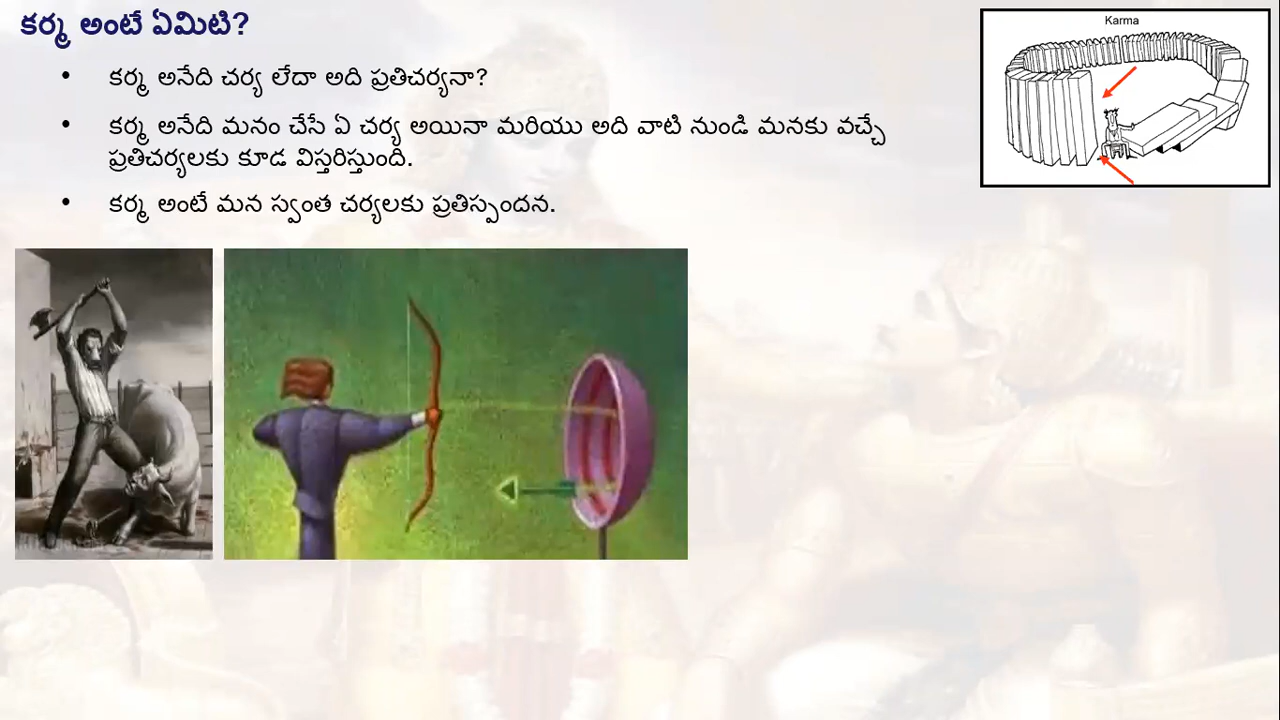 కర్మ అంటే ఏమిటి?
Karma
• కర్మ అనేది చర్య లేదా అది ప్రతిచర్యనా?
• కర్మ అనేది మనం చేసే ఏ చర్య అయినా మరియు అది వాటి నుండి మనకు వచ్చే
ప్రతిచర్యలకు కూడ విస్తరిస్తుంది.
• కర్మ అంటే మన స్వంత చర్యలకు ప్రతిస్పందన.